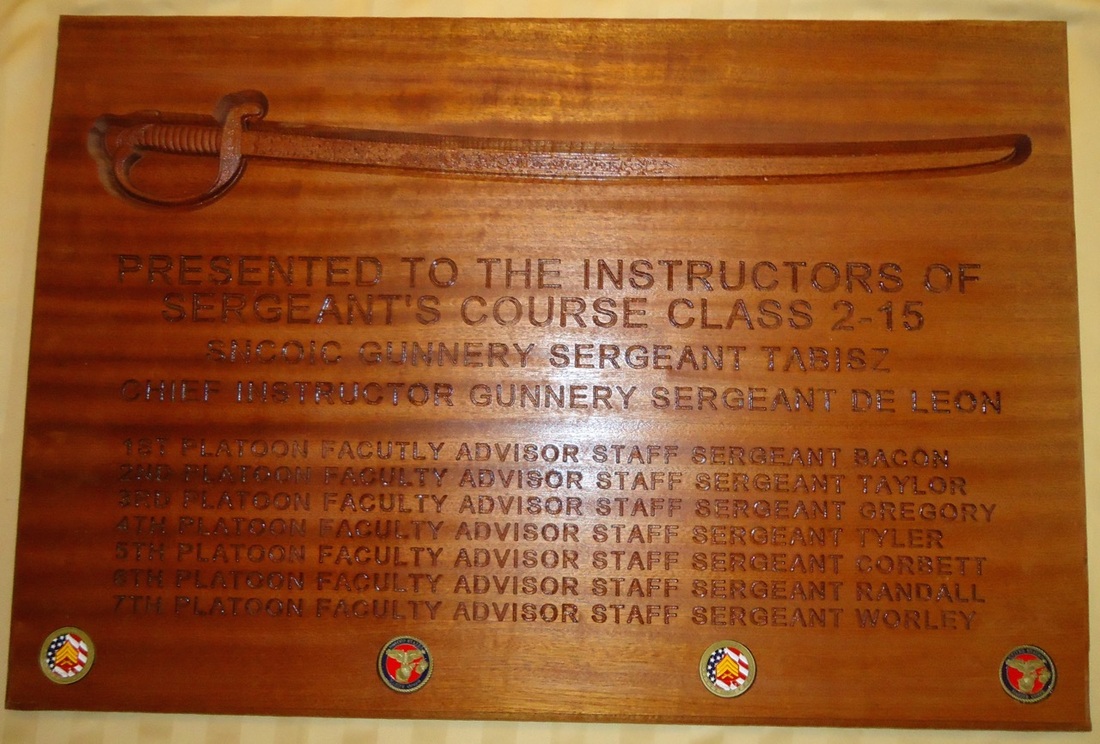 PRESENTED TO THE INSTRUCTORS OF
SERGEANT'S COURSE CLASS 2-15
SNCOIC GUNNERY SERGEANT TABISZ
CHIEF INSTRUCTOR GUNNERY SERGEANT DE LEON
1ST PLATOON FACUTLY ADVISOR STAFF SERGEANT BACON
2ND PLATOON FACULTY ADVISOR STAFF SERGEANT TAYLOR
3RD PLATOON FACULTY ADVISOR STAFF SERGEANT GREGORY
4TH PLATOON FACULTY ADVISOR STAFF SERGEANT TYLER
5TH PLATOON FACULTY ADVISOR STAFF SERGEANT CORBETT
6TH PLATOON FACULTY ADVISOR STAFF SERGEANT RANDALL
7TH PLATOON FACULTY ADVISOR STAFF SERGEANT WORLEY